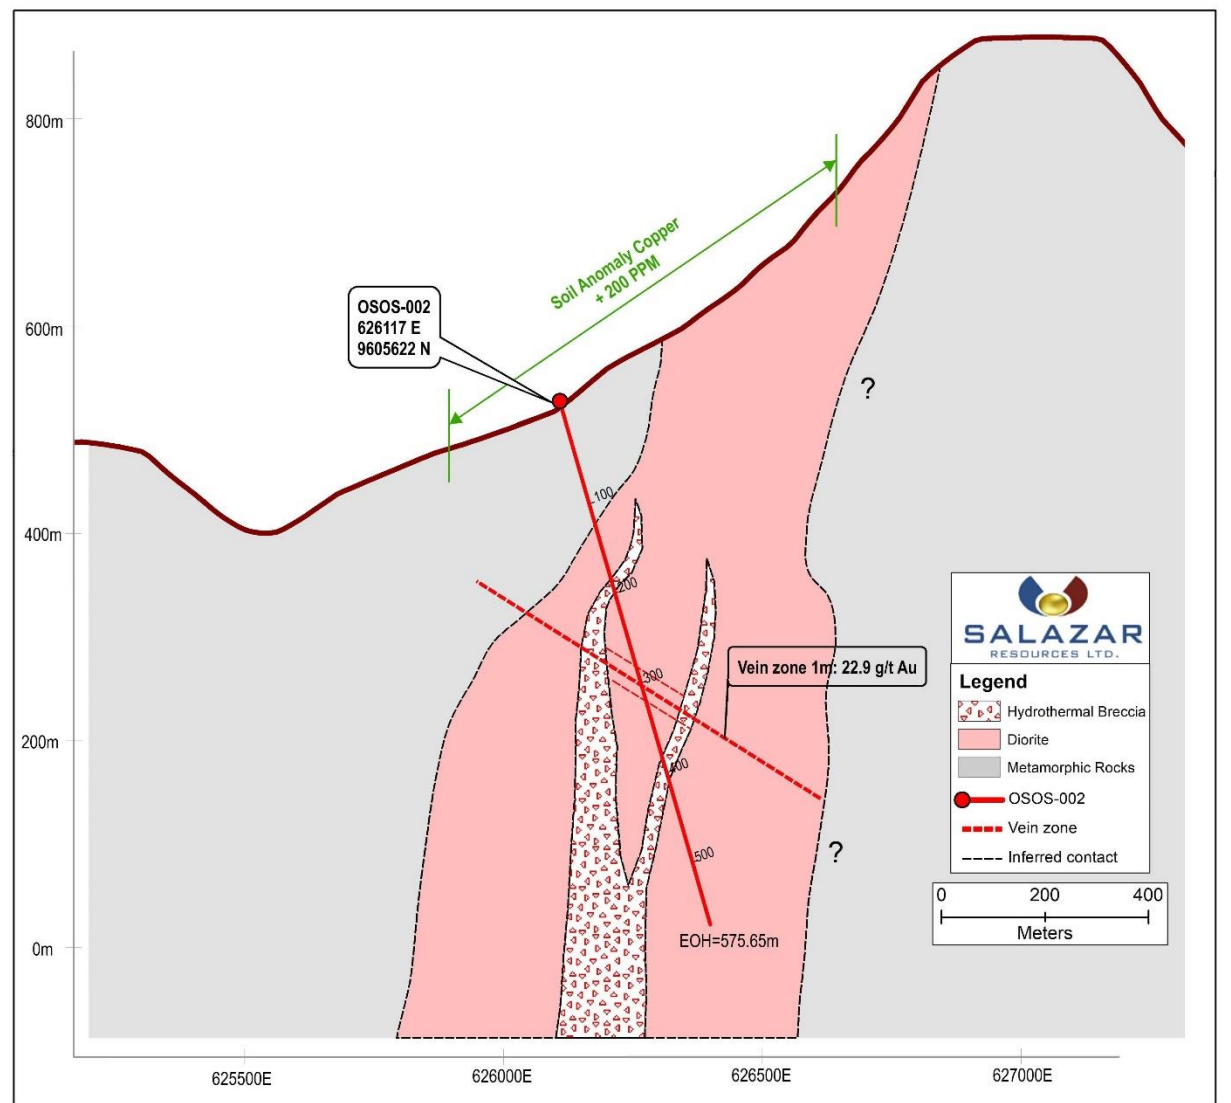 800m
600m
400m
200m
0m
625500E
626000E
626500E
627000E
Soil Anomaly Copper
+ 200 PPM
OSOS-002
626117 E
9605622 N
?
100
200
300
400
500
Vein zone 1m: 22.9 g/t Au
?
EOH=575.65m
SALAZAR
RESOURCES LTD.
Legend
Hydrothermal Breccia
Diorite
Metamorphic Rocks
OSOS-002
Vein zone
Inferred contact
0 200 400
Meters